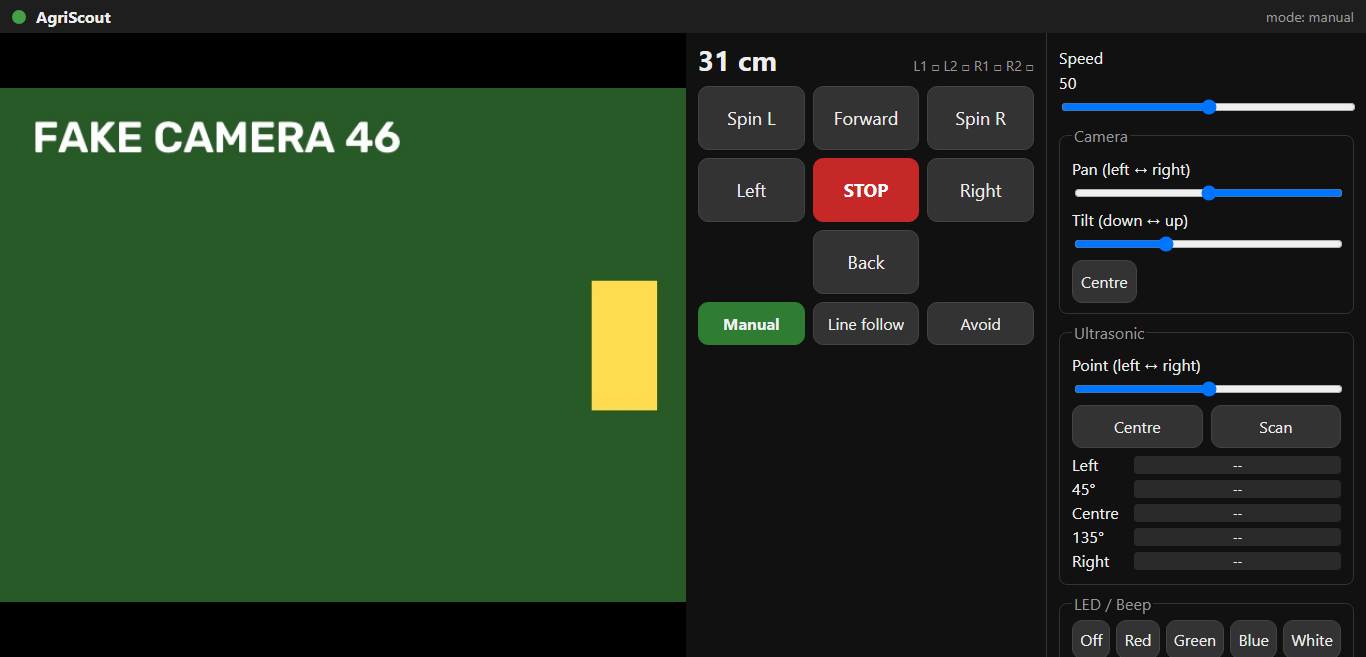 AgriScout
mode: manual
FAKE CAMERA 46
31 cm
L1 □ L2 □ R1 □ R2 □
Spin L
Forward
Spin R
Left
STOP
Right
Back
Manual
Line follow
Avoid
Speed
50
Camera
Pan (left ↔ right)
Tilt (down ↔ up)
Centre
Ultrasonic
Point (left ↔ right)
Centre
Scan
Left --
45° --
Centre --
135° --
Right --
LED / Beep
Off
Red
Green
Blue
White